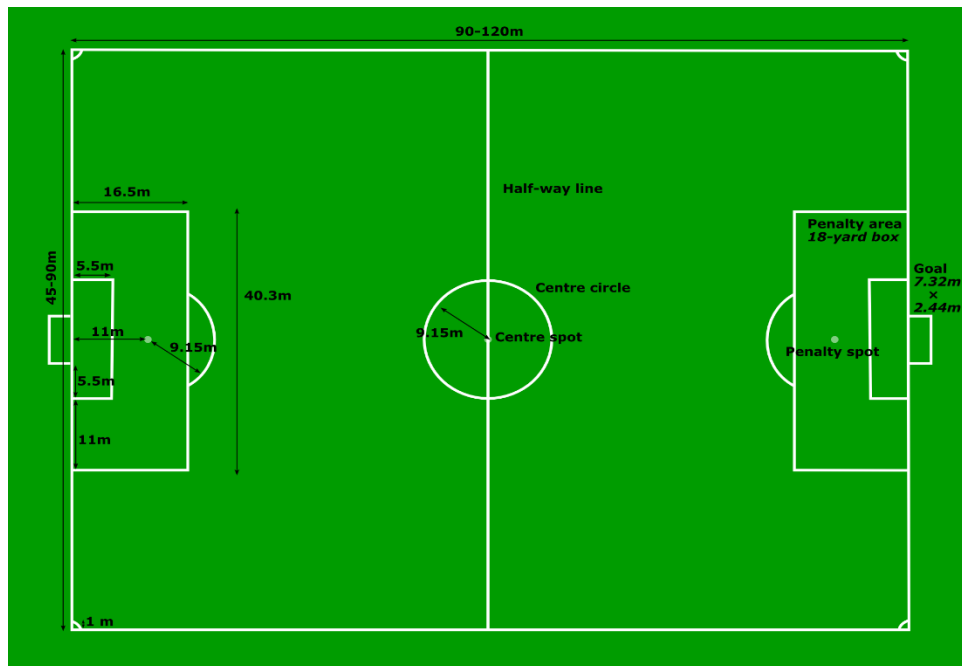 90-120m
16.5m
Half-way line
Penalty area
18-yard box
45-90m
5.5m
Goal
7.32m
×
2.44m
40.3m
Centre circle
11m
9.15m
9.15m
Centre spot
Penalty spot
5.5m
11m
1 m